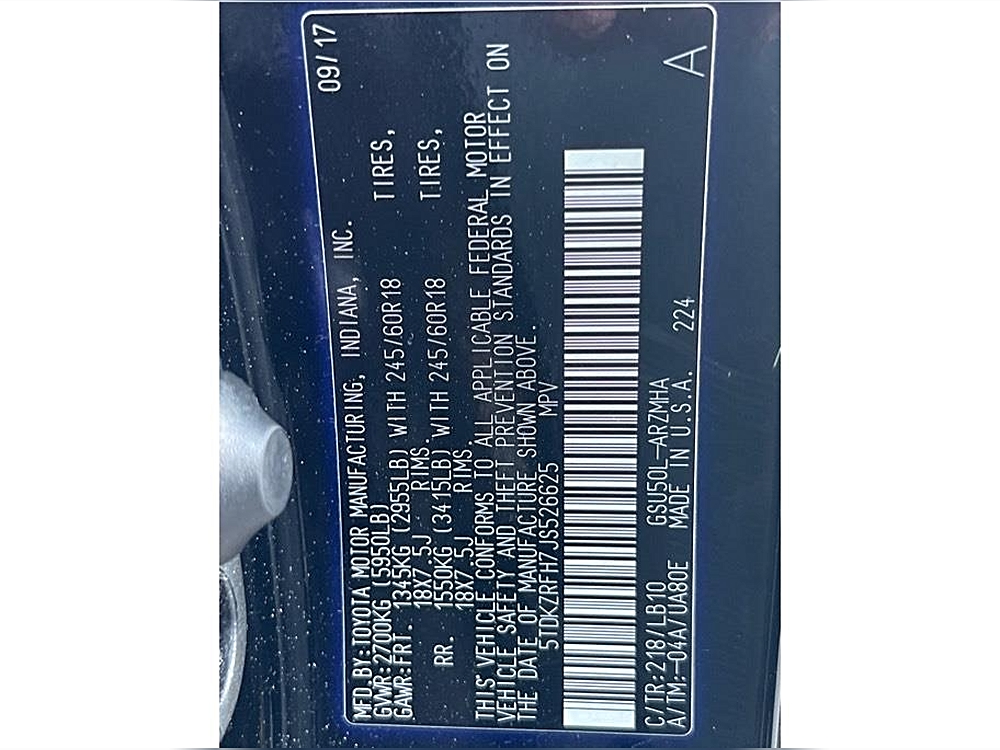 09/17
MFD.BY:TOYOTA MOTOR MANUFACTURING, INDIANA, INC.
GVWR:2700KG (5950LB)
GAWR:FRT. 1345KG (2955LB) WITH 245/60R18 TIRES,
18X7.5J RIMS.
RR. 1550KG (3415LB) WITH 245/60R18 TIRES,
18X7.5J RIMS.
THIS VEHICLE CONFORMS TO ALL APPLICABLE FEDERAL MOTOR
VEHICLE SAFETY AND THEFT PREVENTION STANDARDS IN EFFECT ON
THE DATE OF MANUFACTURE SHOWN ABOVE.
5TDKZRFH7JS526625 MPV
C/TR:218/LB10 GSU50L-ARZMHA 224
A/TM:-04A/UA80E MADE IN U.S.A. A